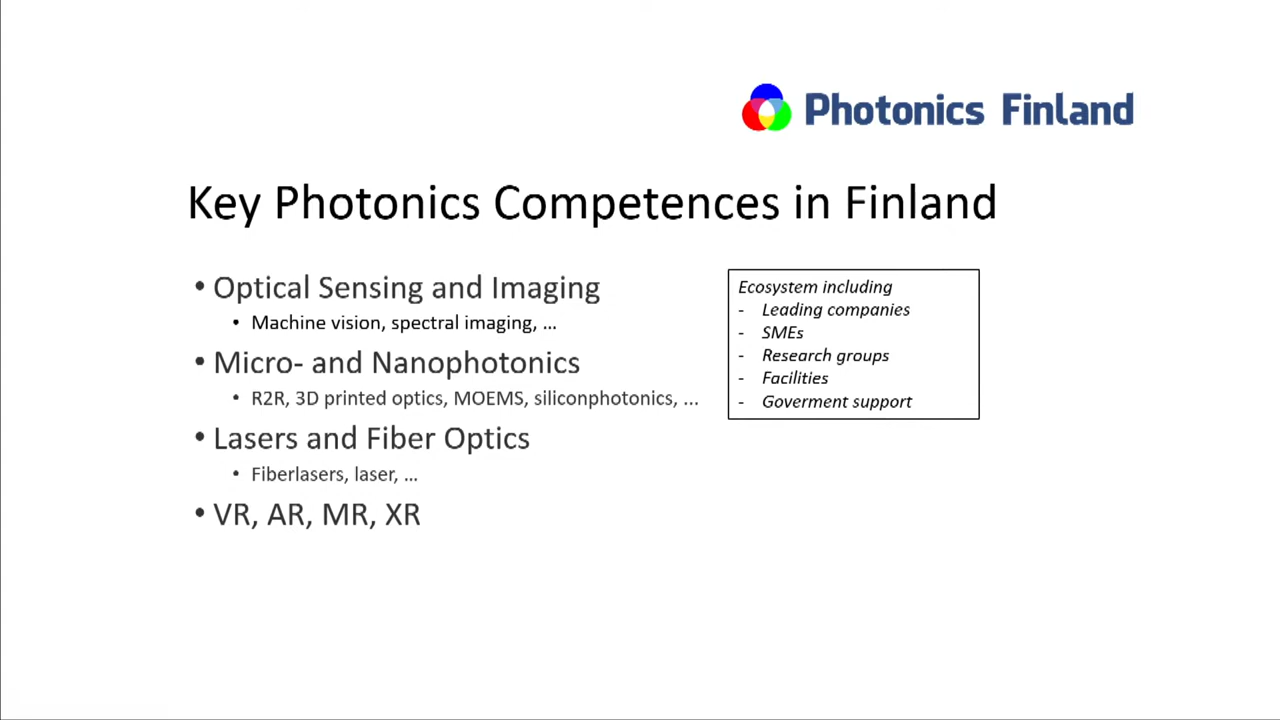 Photonics Finland
Key Photonics Competences in Finland
• Optical Sensing and Imaging
• Machine vision, spectral imaging, ...
• Micro- and Nanophotonics
• R2R, 3D printed optics, MOEMS, siliconphotonics, ...
• Lasers and Fiber Optics
• Fiberlasers, laser, ...
• VR, AR, MR, XR
Ecosystem including
- Leading companies
- SMEs
- Research groups
- Facilities
- Goverment support